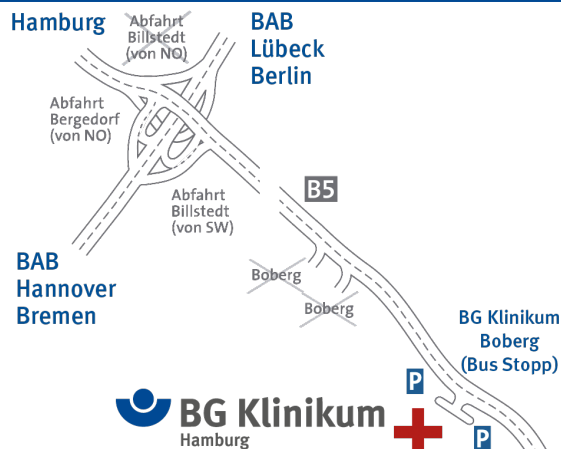 Hamburg
Abfahrt
Billstedt
(von NO)
BAB
Lübeck
Berlin
Abfahrt
Bergedorf
(von NO)
B5
Abfahrt
Billstedt
(von SW)
BAB
Hannover
Bremen
Boberg
Boberg
BG Klinikum
Boberg
(Bus Stopp)
P
BG Klinikum
Hamburg
P